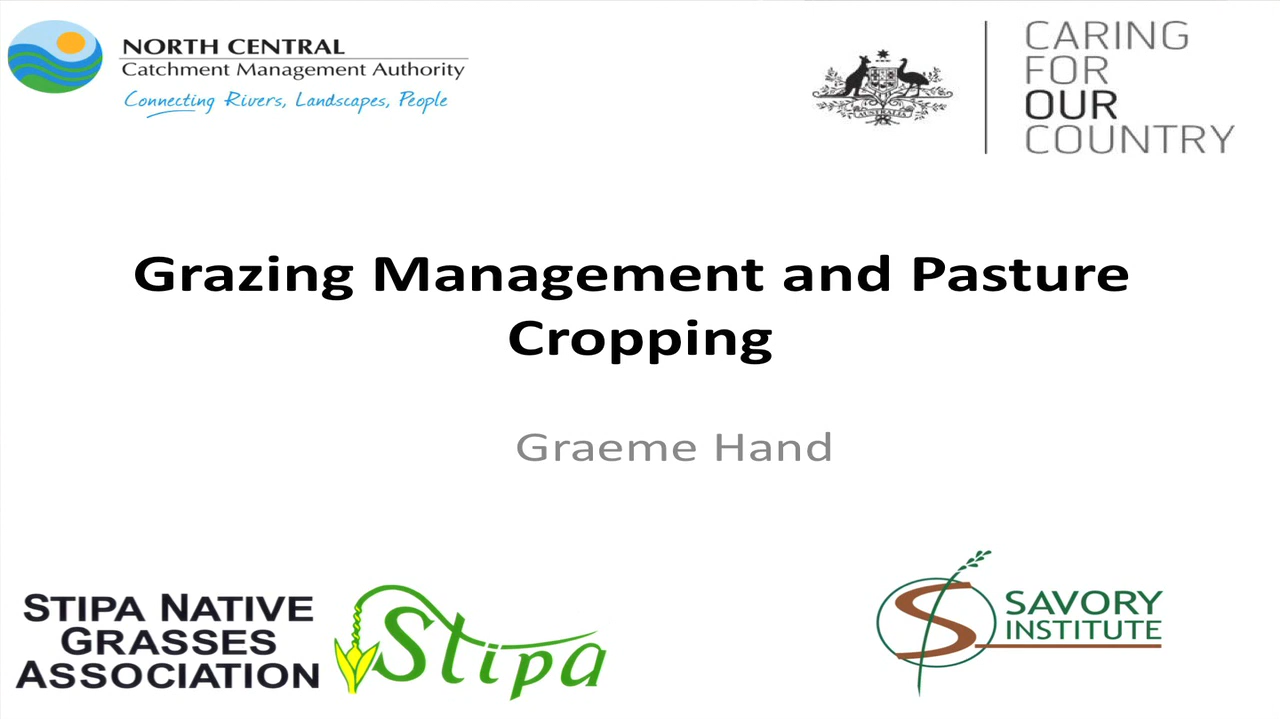 NORTH CENTRAL
Catchment Management Authority
Connecting Rivers, Landscapes, People
AUSTRALIA
CARING
FOR
OUR
COUNTRY
Grazing Management and Pasture
Cropping
Graeme Hand
STIPA NATIVE
GRASSES
ASSOCIATION
Stipa
SAVORY
INSTITUTE